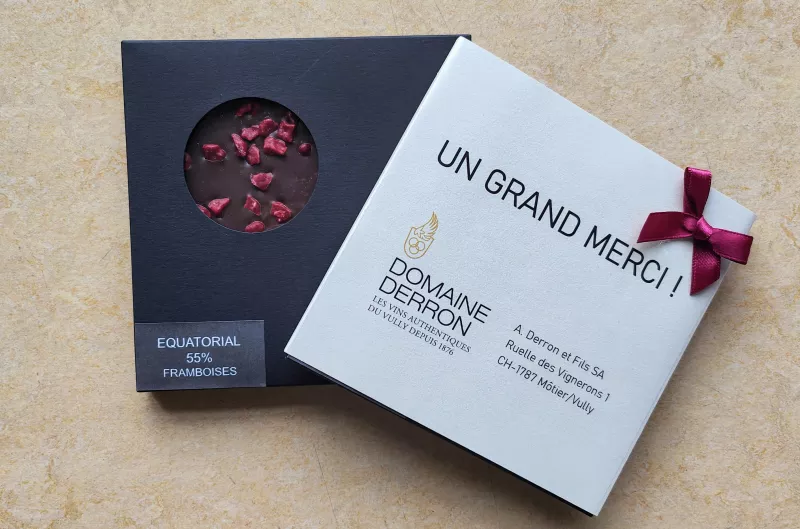 EQUATORIAL
55%
FRAMBOISES
UN GRAND MERCI !
DOMAINE
DERRON
LES VINS AUTHENTIQUES
DU VULLY DEPUIS 1876
A. Derron et Fils SA
Ruelle des Vignerons 1
CH-1787 Môtier/Vully